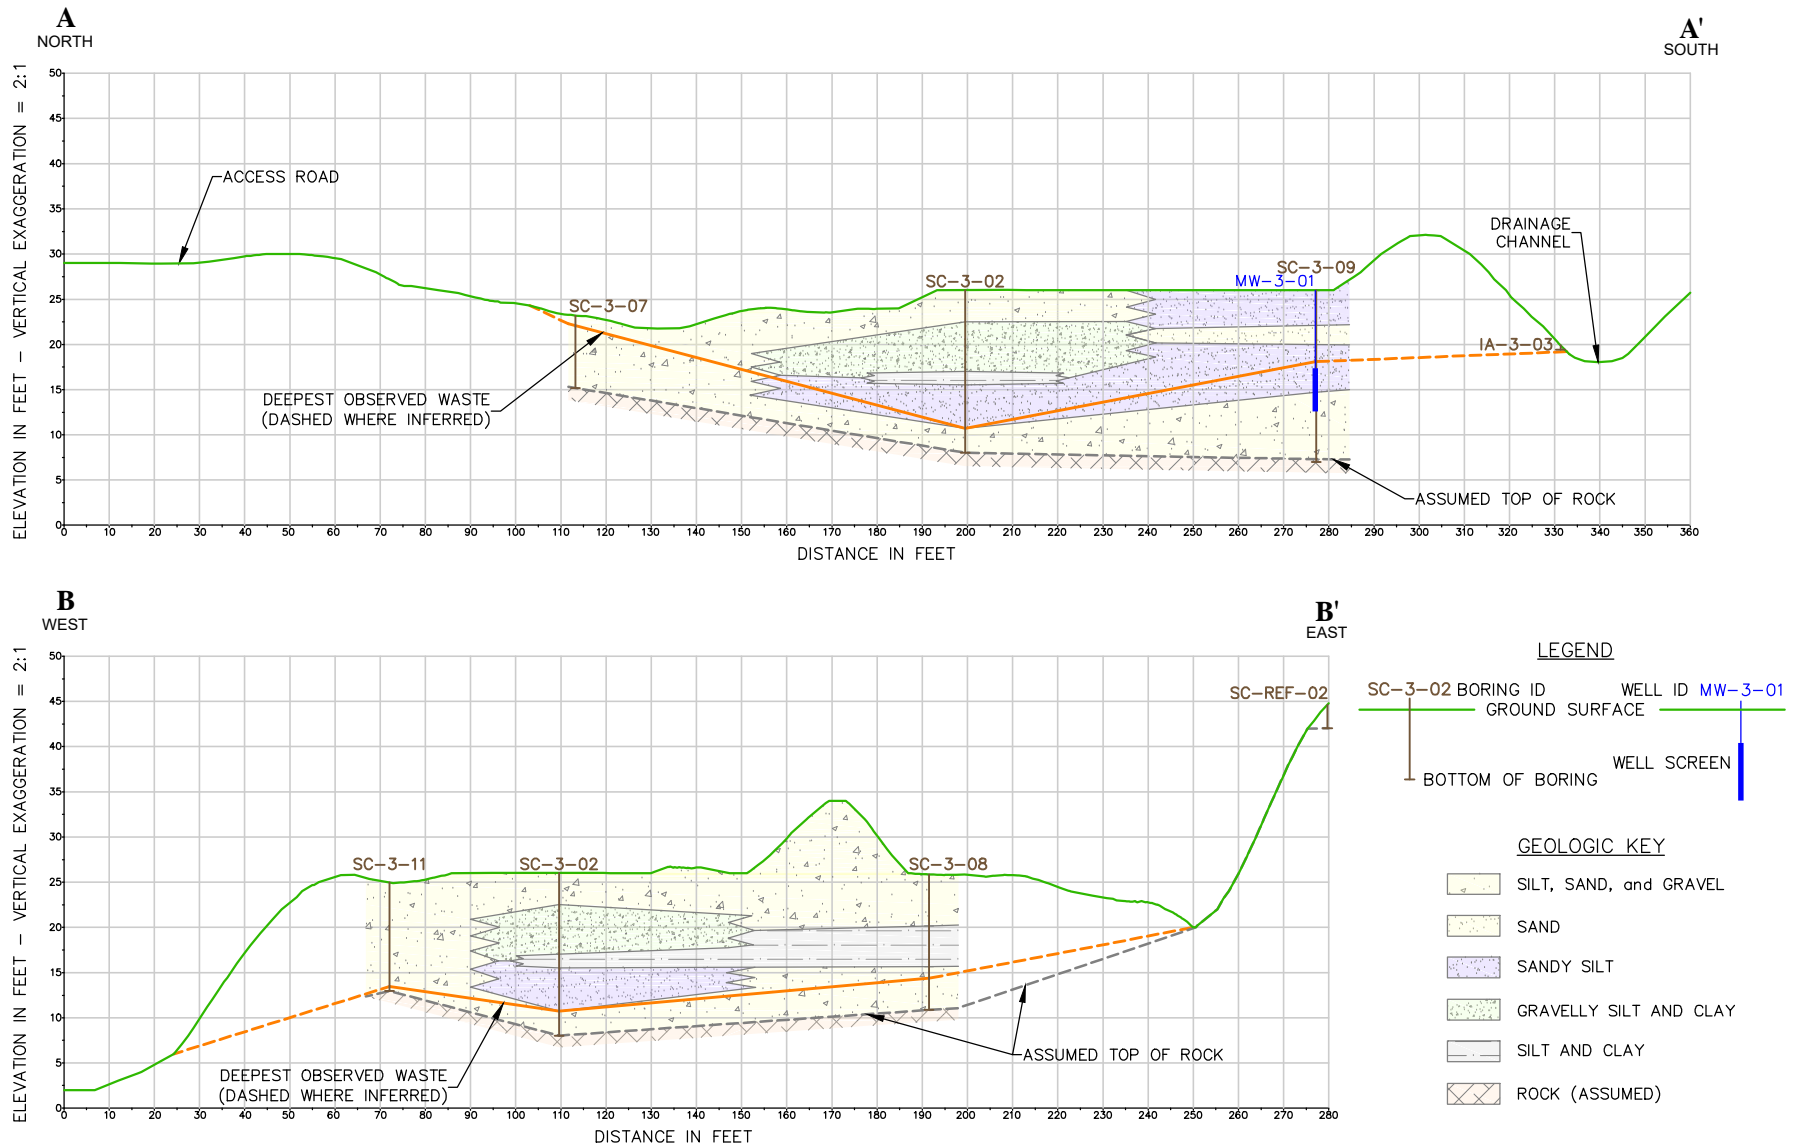 A
NORTH
A'
SOUTH
ELEVATION IN FEET – VERTICAL EXAGGERATION = 2:1
50
45
40
35
30
25
20
15
10
5
0
ACCESS ROAD
DRAINAGE
CHANNEL
SC-3-07
SC-3-02
SC-3-09
MW-3-01
IA-3-03
DEEPEST OBSERVED WASTE
(DASHED WHERE INFERRED)
ASSUMED TOP OF ROCK
0 10 20 30 40 50 60 70 80 90 100 110 120 130 140 150 160 170 180 190 200 210 220 230 240 250 260 270 280 290 300 310 320 330 340 350 360
DISTANCE IN FEET
B
WEST
B'
EAST
ELEVATION IN FEET – VERTICAL EXAGGERATION = 2:1
50
45
40
35
30
25
20
15
10
5
0
SC-REF-02
SC-3-11
SC-3-02
SC-3-08
DEEPEST OBSERVED WASTE
(DASHED WHERE INFERRED)
ASSUMED TOP OF ROCK
0 10 20 30 40 50 60 70 80 90 100 110 120 130 140 150 160 170 180 190 200 210 220 230 240 250 260 270 280
DISTANCE IN FEET
LEGEND
SC-3-02 BORING ID
WELL ID MW-3-01
GROUND SURFACE
WELL SCREEN
BOTTOM OF BORING
GEOLOGIC KEY
SILT, SAND, and GRAVEL
SAND
SANDY SILT
GRAVELLY SILT AND CLAY
SILT AND CLAY
ROCK (ASSUMED)